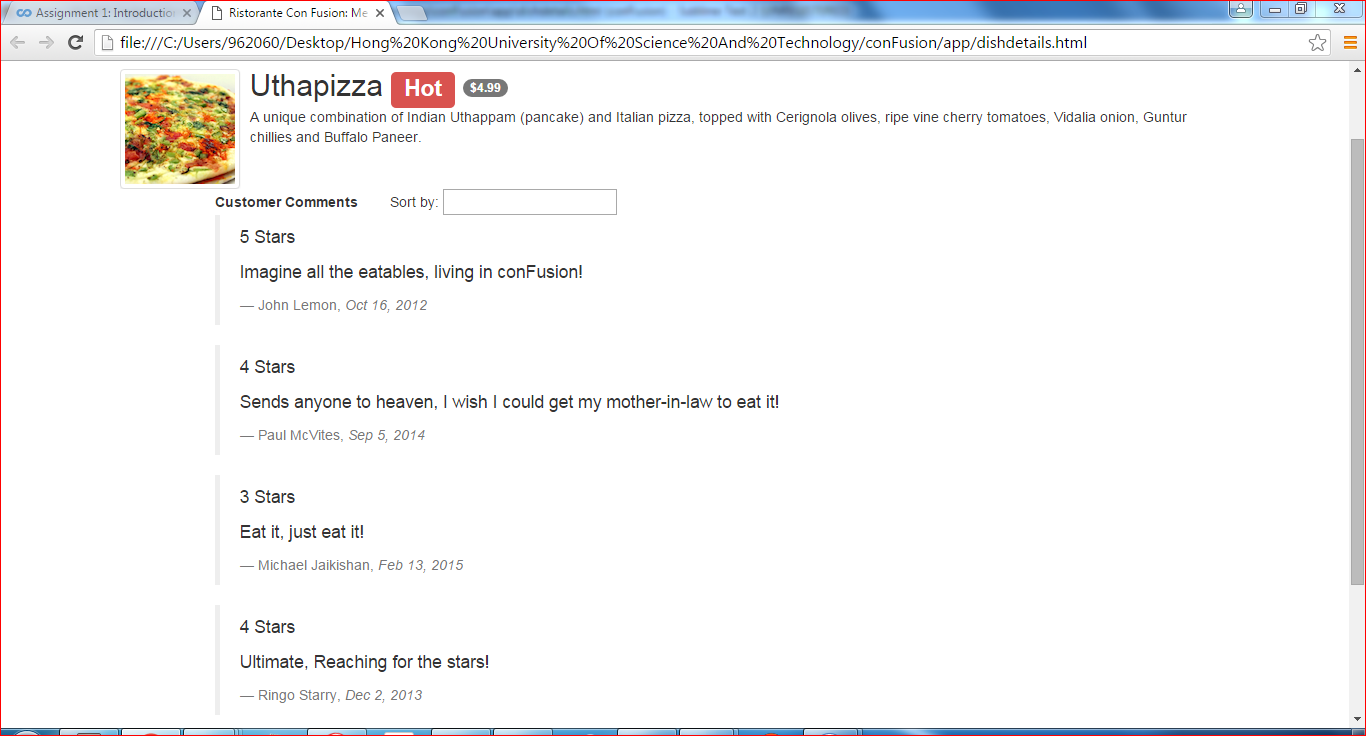 Assignment 1: Introduction
Ristorante Con Fusion: Me
file:///C:/Users/962060/Desktop/Hong%20Kong%20University%20Of%20Science%20And%20Technology/conFusion/app/dishdetails.html
Uthapizza Hot $4.99
A unique combination of Indian Uthappam (pancake) and Italian pizza, topped with Cerignola olives, ripe vine cherry tomatoes, Vidalia onion, Guntur
chillies and Buffalo Paneer.
Customer Comments Sort by:
5 Stars
Imagine all the eatables, living in conFusion!
— John Lemon, Oct 16, 2012
4 Stars
Sends anyone to heaven, I wish I could get my mother-in-law to eat it!
— Paul McVites, Sep 5, 2014
3 Stars
Eat it, just eat it!
— Michael Jaikishan, Feb 13, 2015
4 Stars
Ultimate, Reaching for the stars!
— Ringo Starry, Dec 2, 2013